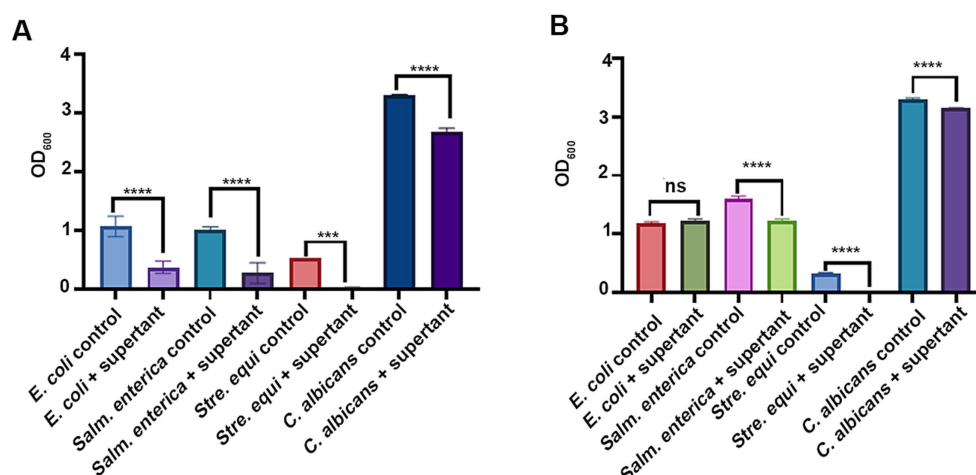 A
OD600
4
3
2
1
0
****
****
***
****
E. coli control
E. coli + supertant
Salm. enterica control
Salm. enterica + supertant
Stre. equi control
Stre. equi + supertant
C. albicans control
C. albicans + supertant
B
OD600
4
3
2
1
0
ns
****
****
****
E. coli control
E. coli + supertant
Salm. enterica control
Salm. enterica + supertant
Stre. equi control
Stre. equi + supertant
C. albicans control
C. albicans + supertant